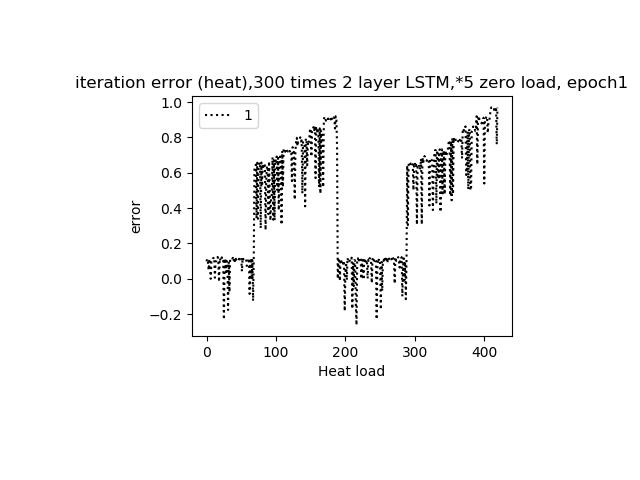 iteration error (heat),300 times 2 layer LSTM,*5 zero load, epoch1
1.0
0.8
0.6
0.4
0.2
0.0
−0.2
error
1
0 100 200 300 400
Heat load